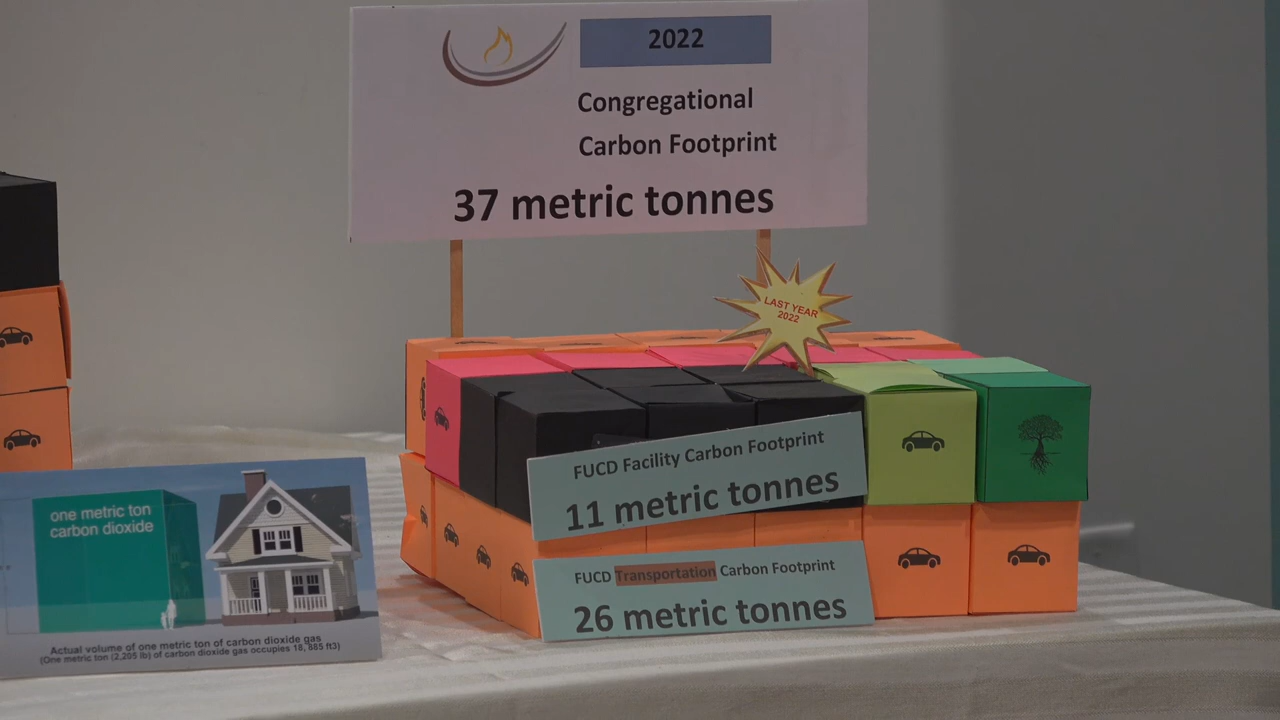 2022
Congregational
Carbon Footprint
37 metric tonnes
LAST YEAR
2022
FUCD Facility Carbon Footprint
11 metric tonnes
FUCD Transportation Carbon Footprint
26 metric tonnes
one metric ton
carbon dioxide
Actual volume of one metric ton of carbon dioxide gas
(One metric ton (2,205 lb) of carbon dioxide gas occupies 18, 885 ft3)